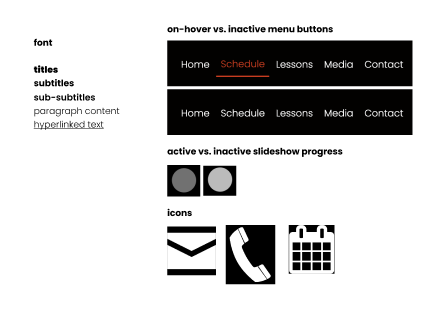 font
titles
subtitles
sub-subtitles
paragraph content
hyperlinked text
on-hover vs. inactive menu buttons
Home Schedule Lessons Media Contact
Home Schedule Lessons Media Contact
active vs. inactive slideshow progress
icons